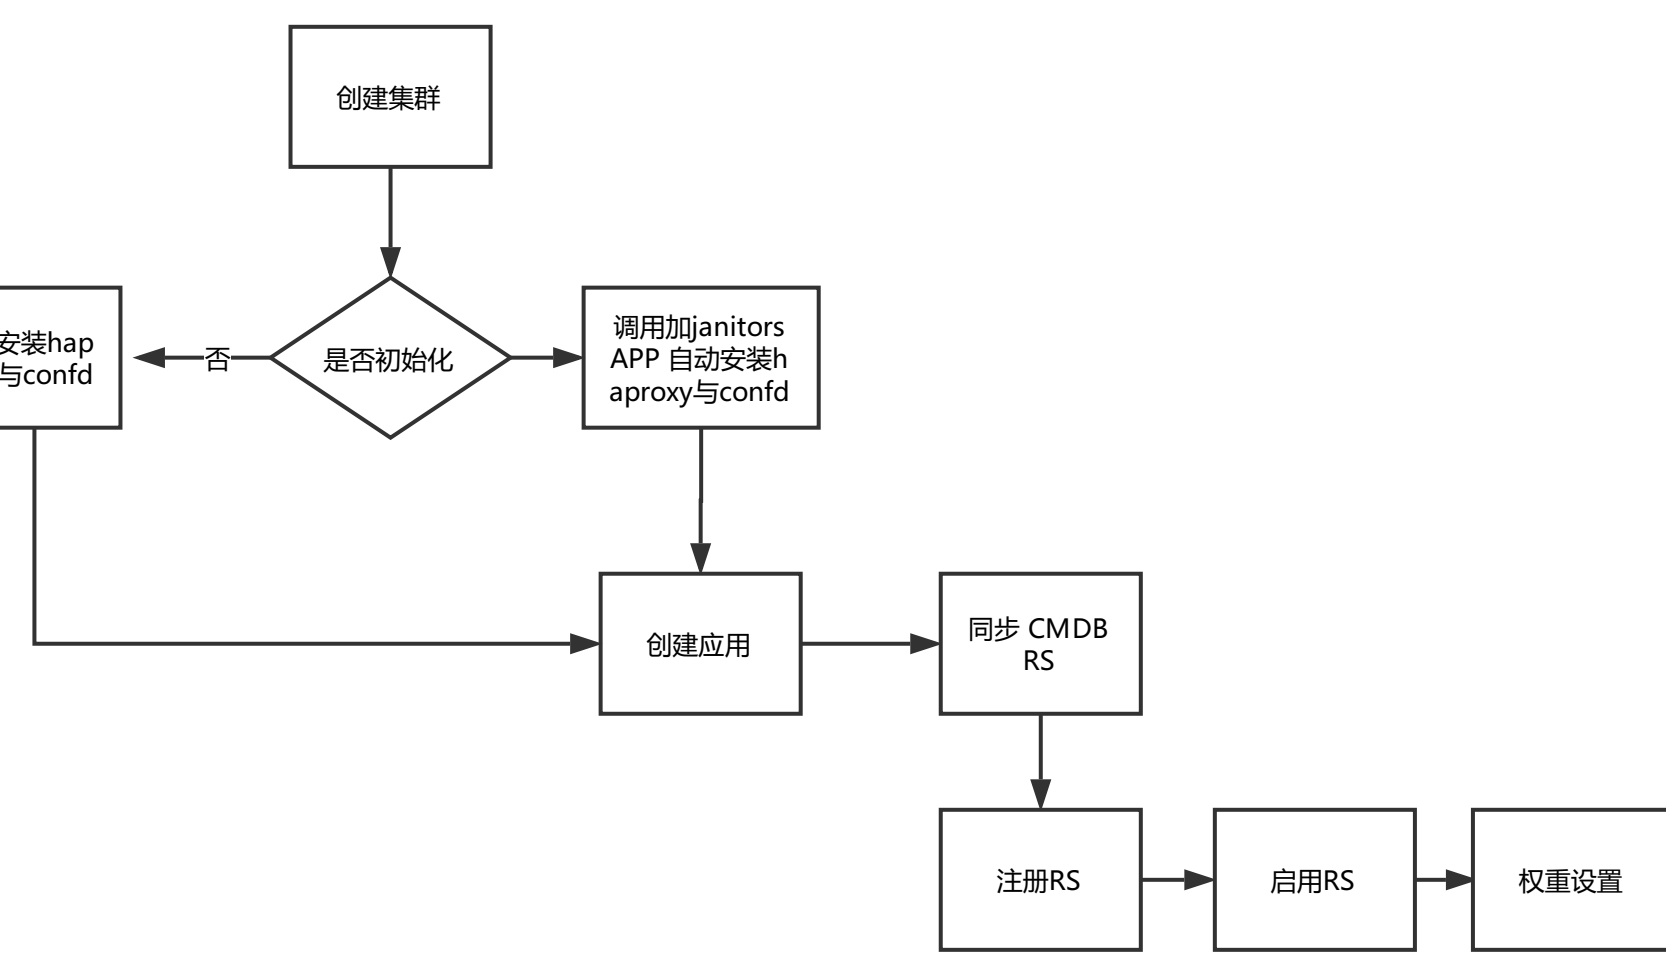 创建集群
安装hap
与confd
否
是否初始化
调用加janitors
APP 自动安装h
aproxy与confd
创建应用
同步 CMDB
RS
注册RS
启用RS
权重设置